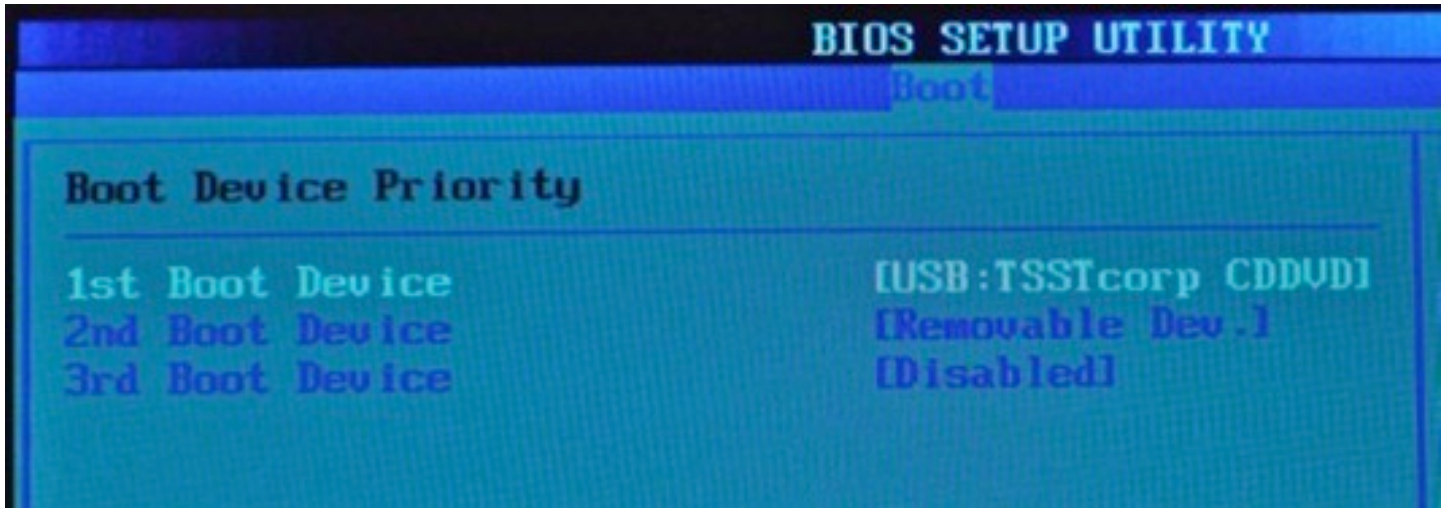 BIOS SETUP UTILITY
Boot
Boot Device Priority
1st Boot Device [USB:TSSTcorp CDDVD]
2nd Boot Device [Removable Dev.]
3rd Boot Device [Disabled]